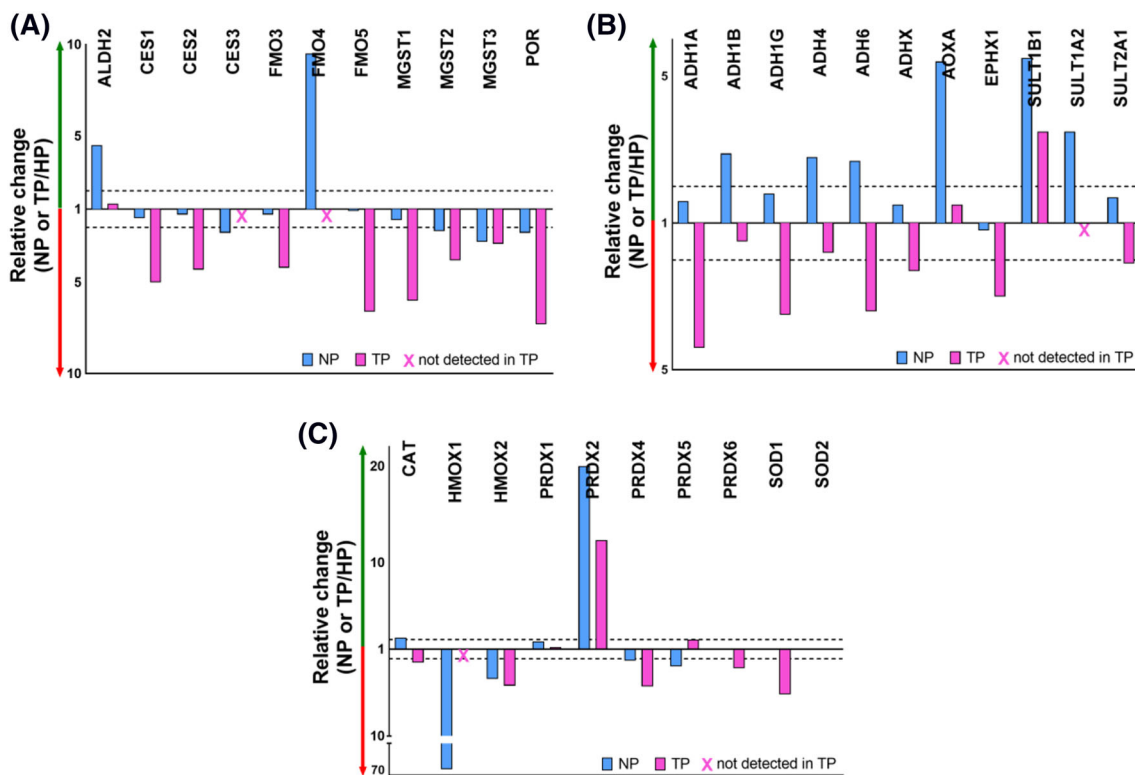 (A)
Relative change
(NP or TP/HP)
10
5
1
5
10
ALDH2
CES1
CES2
CES3
FMO3
FMO4
FMO5
MGST1
MGST2
MGST3
POR
X
X
NP TP X not detected in TP
(B)
Relative change
(NP or TP/HP)
5
1
5
ADH1A
ADH1B
ADH1G
ADH4
ADH6
ADHX
AOXA
EPHX1
SULT1B1
SULT1A2
SULT2A1
X
NP TP X not detected in TP
(C)
Relative change
(NP or TP/HP)
20
10
1
10
70
CAT
HMOX1
HMOX2
PRDX1
PRDX2
PRDX4
PRDX5
PRDX6
SOD1
SOD2
X
NP TP X not detected in TP